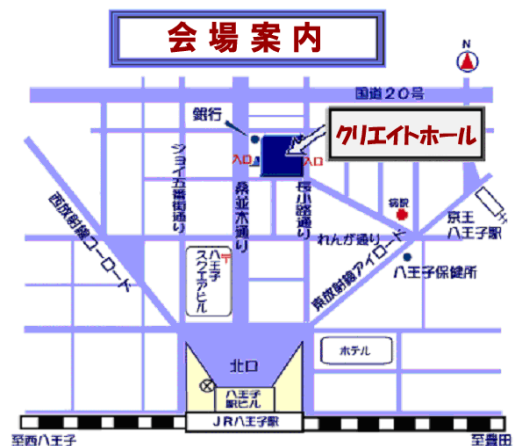 会場案内
N
国道20号
銀行
クリエイトホール
入口
入口
ジョイ五番街通り
桑並木通り
長小路通り
西放射線ユーロード
病院
京王
八王子駅
れんが通り
東放射線アイロード
八王子保健所
八王子
スクエアビル
〒
北口
ホテル
八王子
駅ビル
JR八王子駅
至西八王子
至豊田